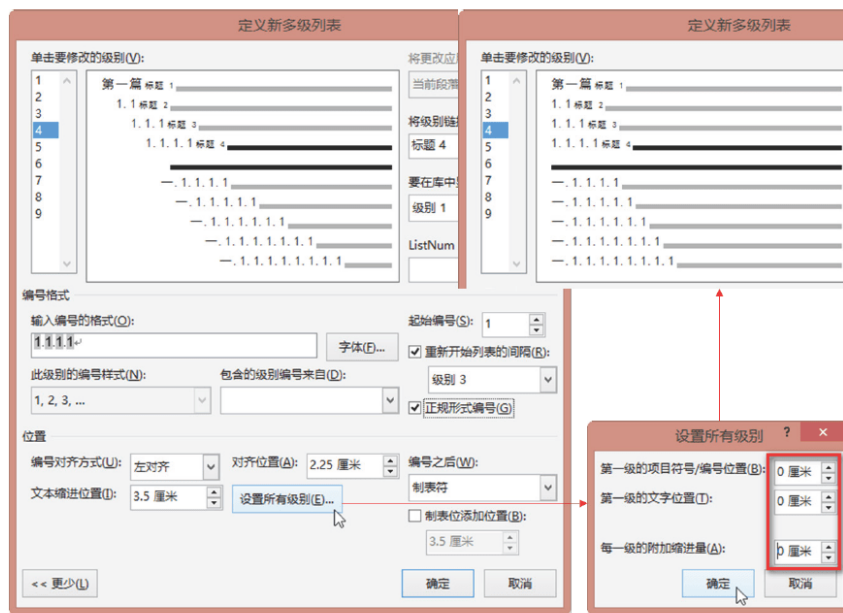 定义新多级列表
单击要修改的级别(V):
1
2
3
4
5
6
7
8
9
第一篇 标题 1
1. 1 标题 2
1. 1. 1 标题 3
1. 1. 1. 1 标题 4
一. 1. 1. 1. 1
一. 1. 1. 1. 1. 1
一. 1. 1. 1. 1. 1. 1
一. 1. 1. 1. 1. 1. 1. 1
一. 1. 1. 1. 1. 1. 1. 1. 1
将更改应
当前段落
将级别链
标题 4
要在库中
级别 1
ListNum
定义新多级列表
单击要修改的级别(V):
1
2
3
4
5
6
7
8
9
第一篇 标题 1
1. 1 标题 2
1. 1. 1 标题 3
1. 1. 1. 1 标题 4
一. 1. 1. 1. 1
一. 1. 1. 1. 1. 1
一. 1. 1. 1. 1. 1. 1
一. 1. 1. 1. 1. 1. 1. 1
一. 1. 1. 1. 1. 1. 1. 1. 1
编号格式
输入编号的格式(O):
1.1.1.1
字体(F)...
起始编号(S):
1
重新开始列表的间隔(R):
级别 3
此级别的编号样式(N):
1, 2, 3, ...
包含的级别编号来自(D):
正规形式编号(G)
位置
编号对齐方式(U):
左对齐
对齐位置(A):
2.25 厘米
编号之后(W):
制表符
文本缩进位置(I):
3.5 厘米
设置所有级别(E)...
制表位添加位置(B):
3.5 厘米
<< 更少(L)
确定
取消
设置所有级别
?
×
第一级的项目符号/编号位置(B):
0 厘米
第一级的文字位置(T):
0 厘米
每一级的附加缩进量(A):
0 厘米
确定
取消